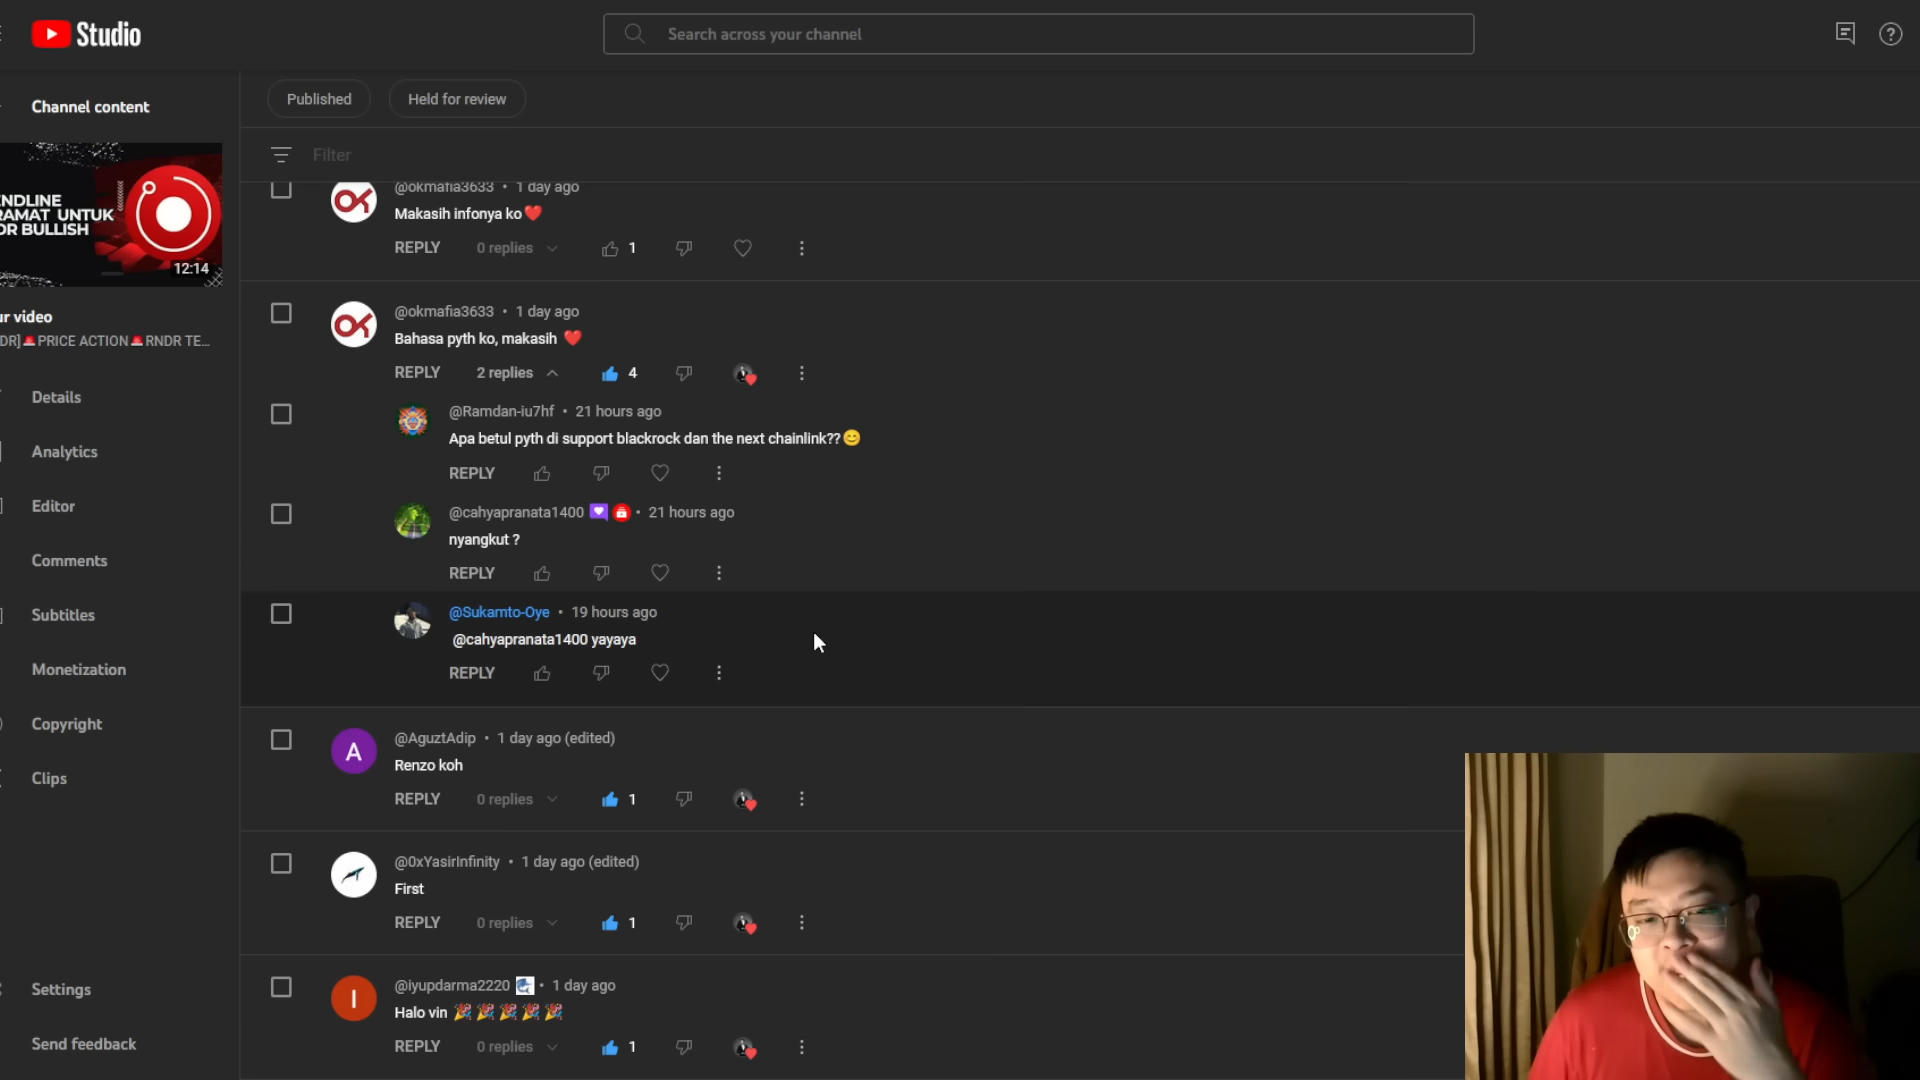 Studio
Search across your channel
Channel content
Published
Held for review
Filter
NDLINE
RAMAT UNTUK
OR BULLISH
12:14
ur video
DR]🚨PRICE ACTION🚨RNDR TE...
Details
Analytics
Editor
Comments
Subtitles
Monetization
Copyright
Clips
Settings
Send feedback
@okmafia3633 • 1 day ago
Makasih infonya ko❤️
REPLY 0 replies 1
@okmafia3633 • 1 day ago
Bahasa pyth ko, makasih ❤️
REPLY 2 replies 4
@Ramdan-iu7hf • 21 hours ago
Apa betul pyth di support blackrock dan the next chainlink??😊
REPLY
@cahyapranata1400 • 21 hours ago
nyangkut ?
REPLY
@Sukamto-Oye • 19 hours ago
@cahyapranata1400 yayaya
REPLY
A
@AguztAdip • 1 day ago (edited)
Renzo koh
REPLY 0 replies 1
@0xYasirInfinity • 1 day ago (edited)
First
REPLY 0 replies 1
I
@iyupdarma2220 • 1 day ago
Halo vin 🎉🎉🎉🎉🎉
REPLY 0 replies 1